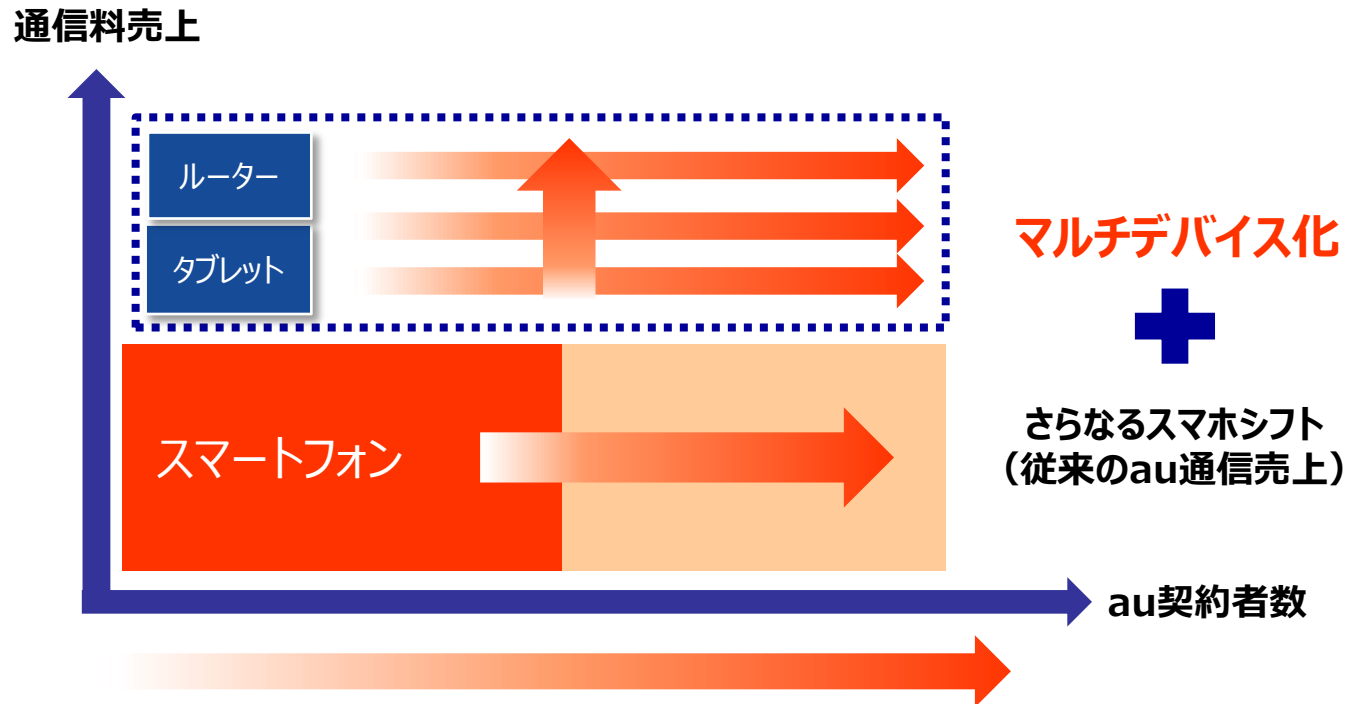 通信料売上
ルーター
タブレット
マルチデバイス化
スマートフォン
さらなるスマホシフト
（従来のau通信売上）
au契約者数